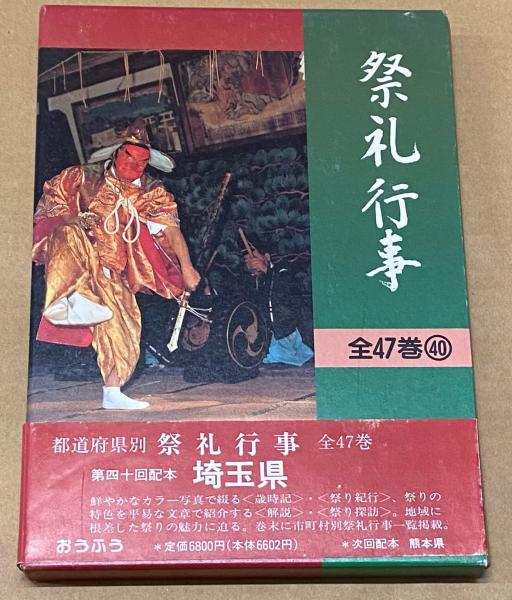 祭礼行事
全47巻㊵
都道府県別 祭礼行事 全47巻
第四十回配本 埼玉県
鮮やかなカラー写真で綴る＜歳時記＞・＜祭り紀行＞、祭りの
特色を平易な文章で紹介する＜解説＞・＜祭り探訪＞。地域に
根差した祭りの魅力に迫る。巻末に市町村別祭礼行事一覧掲載。
おうふう ＊定価6800円(本体6602円) ＊次回配本 熊本県